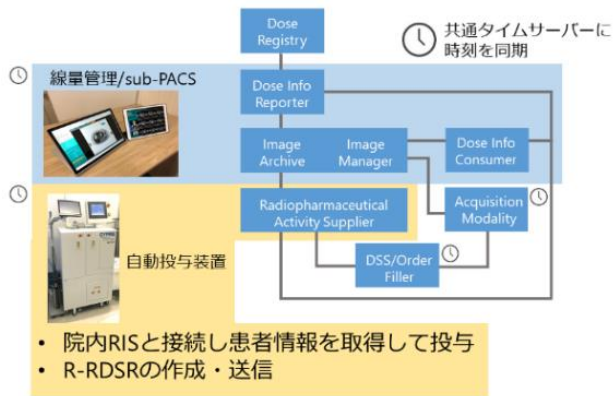 Dose
Registry
共通タイムサーバーに
時刻を同期
線量管理/sub-PACS
Dose Info
Reporter
Image
Archive
Image
Manager
Dose Info
Consumer
Radiopharmaceutical
Activity Supplier
Acquisition
Modality
自動投与装置
DSS/Order
Filler
• 院内RISと接続し患者情報を取得して投与
• R-RDSRの作成・送信